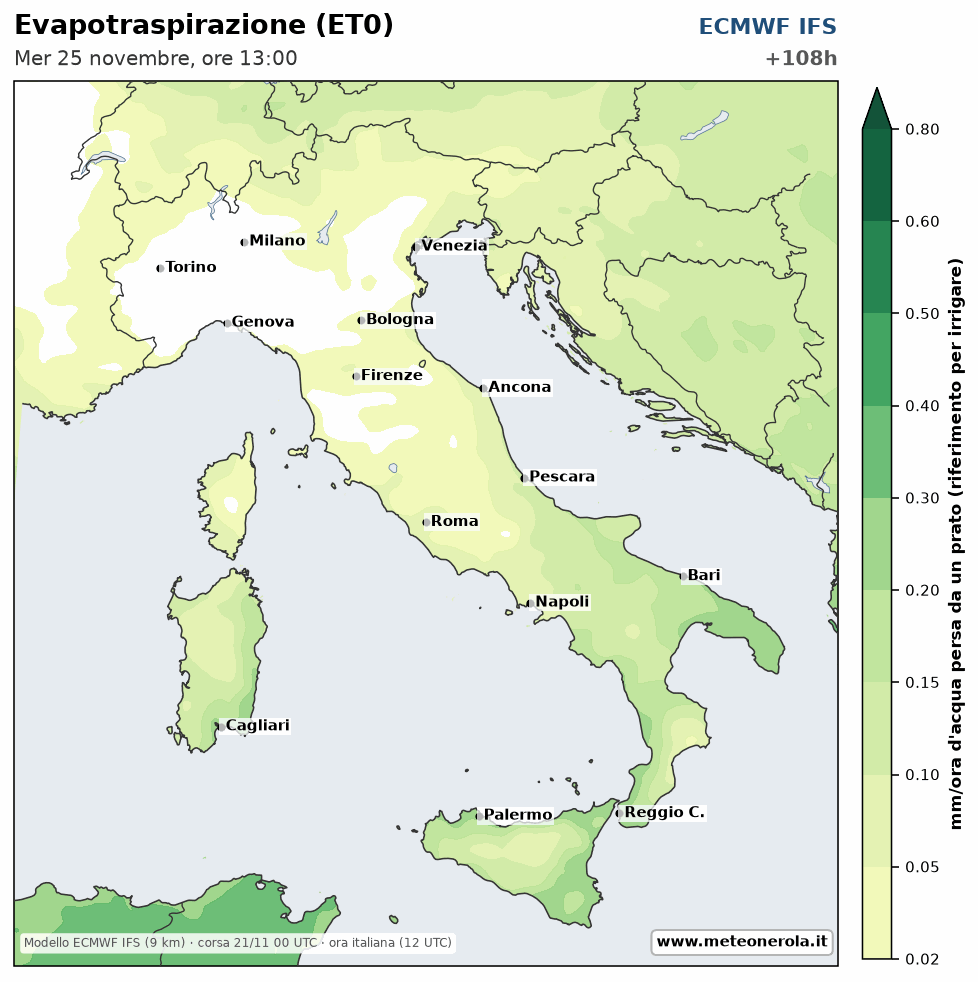 Evapotraspirazione (ET0)
ECMWF IFS
Mer 25 novembre, ore 13:00
+108h
Milano
Venezia
Torino
Genova
Bologna
Firenze
Ancona
Pescara
Roma
Bari
Napoli
Cagliari
Palermo
Reggio C.
0.80
0.60
0.50
0.40
0.30
0.20
0.15
0.10
0.05
0.02
mm/ora d'acqua persa da un prato (riferimento per irrigare)
Modello ECMWF IFS (9 km) · corsa 21/11 00 UTC · ora italiana (12 UTC)
www.meteonerola.it